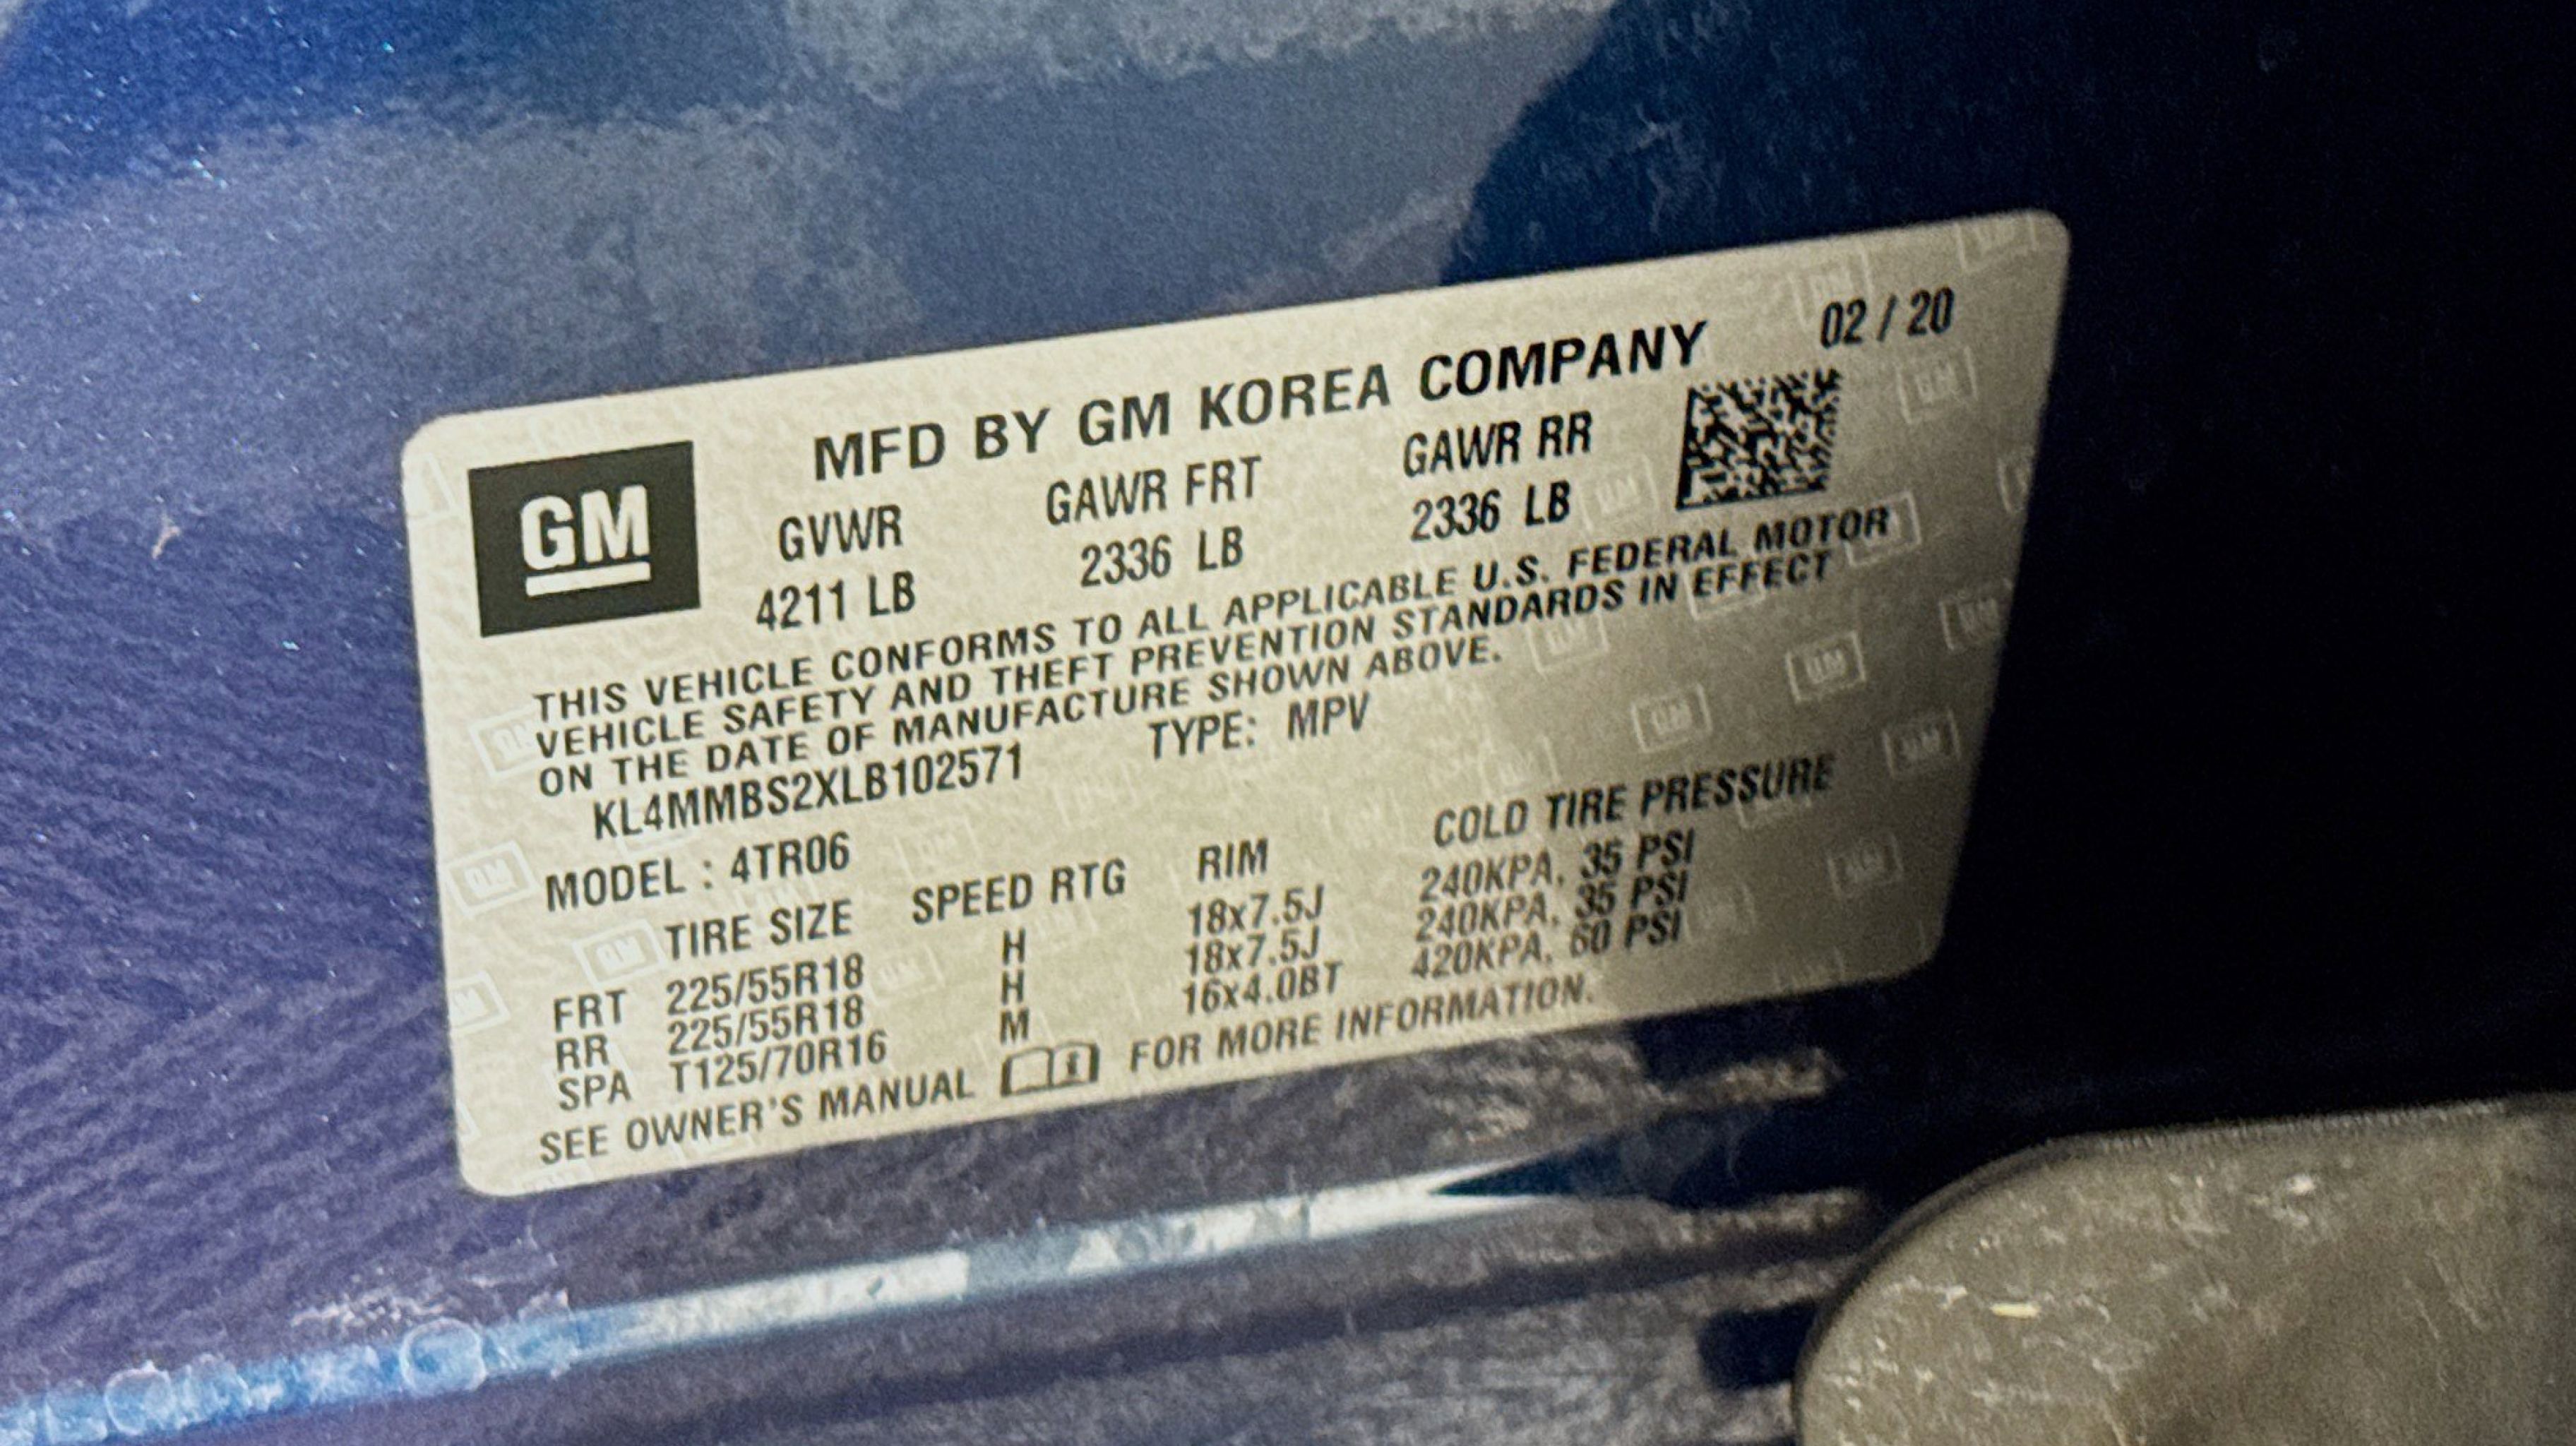 MFD BY GM KOREA COMPANY 02 / 20
GM
GVWR GAWR FRT GAWR RR
4211 LB 2336 LB 2336 LB
THIS VEHICLE CONFORMS TO ALL APPLICABLE U.S. FEDERAL MOTOR
VEHICLE SAFETY AND THEFT PREVENTION STANDARDS IN EFFECT
ON THE DATE OF MANUFACTURE SHOWN ABOVE.
KL4MMBS2XLB102571 TYPE: MPV
MODEL : 4TR06
TIRE SIZE SPEED RTG RIM COLD TIRE PRESSURE
FRT 225/55R18 H 18x7.5J 240KPA, 35 PSI
RR 225/55R18 H 18x7.5J 240KPA, 35 PSI
SPA T125/70R16 M 16x4.0BT 420KPA, 60 PSI
SEE OWNER'S MANUAL FOR MORE INFORMATION.